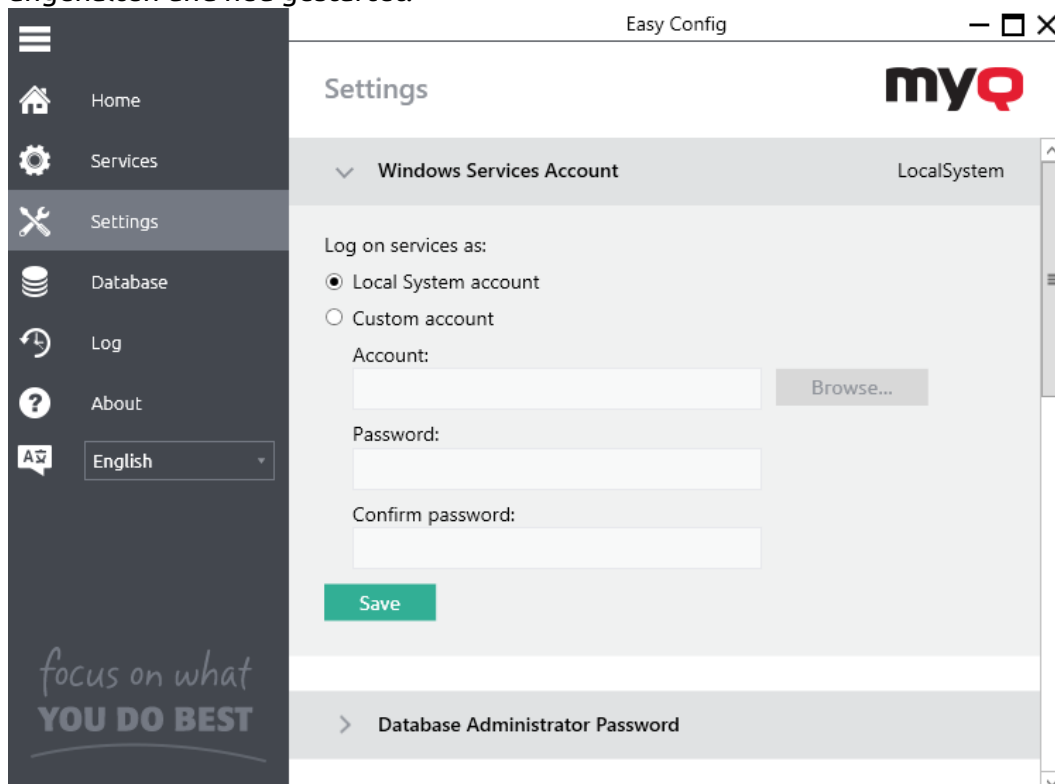 Easy Config
Settings
myQ
Home
Services
Settings
Database
Log
About
English
Windows Services Account
LocalSystem
Log on services as:
Local System account
Custom account
Account:
Browse...
Password:
Confirm password:
Save
Database Administrator Password
focus on what
YOU DO BEST